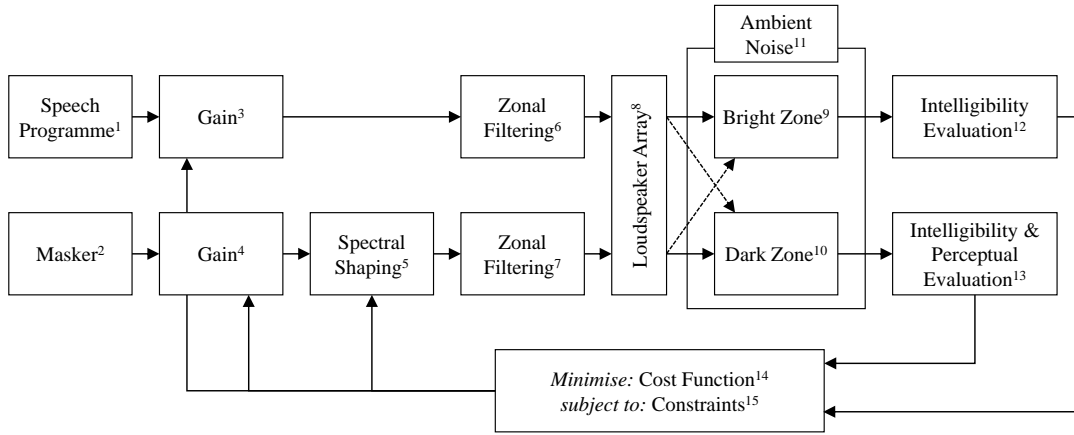 Ambient
Noise¹¹
Speech
Programme¹
Gain³
Zonal
Filtering⁶
Loudspeaker Array⁸
Bright Zone⁹
Intelligibility
Evaluation¹²
Masker²
Gain⁴
Spectral
Shaping⁵
Zonal
Filtering⁷
Dark Zone¹⁰
Intelligibility &
Perceptual
Evaluation¹³
Minimise: Cost Function¹⁴
subject to: Constraints¹⁵